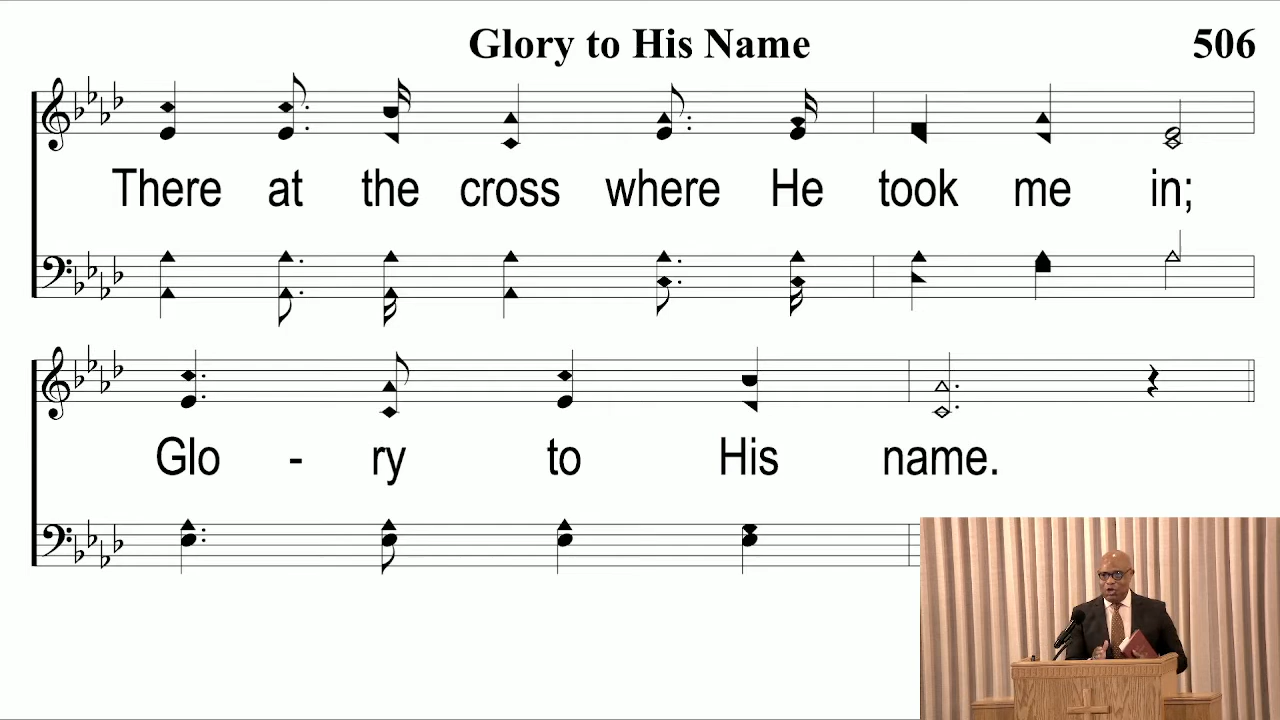 Glory to His Name 506
There at the cross where He took me in;
Glo - ry to His name.